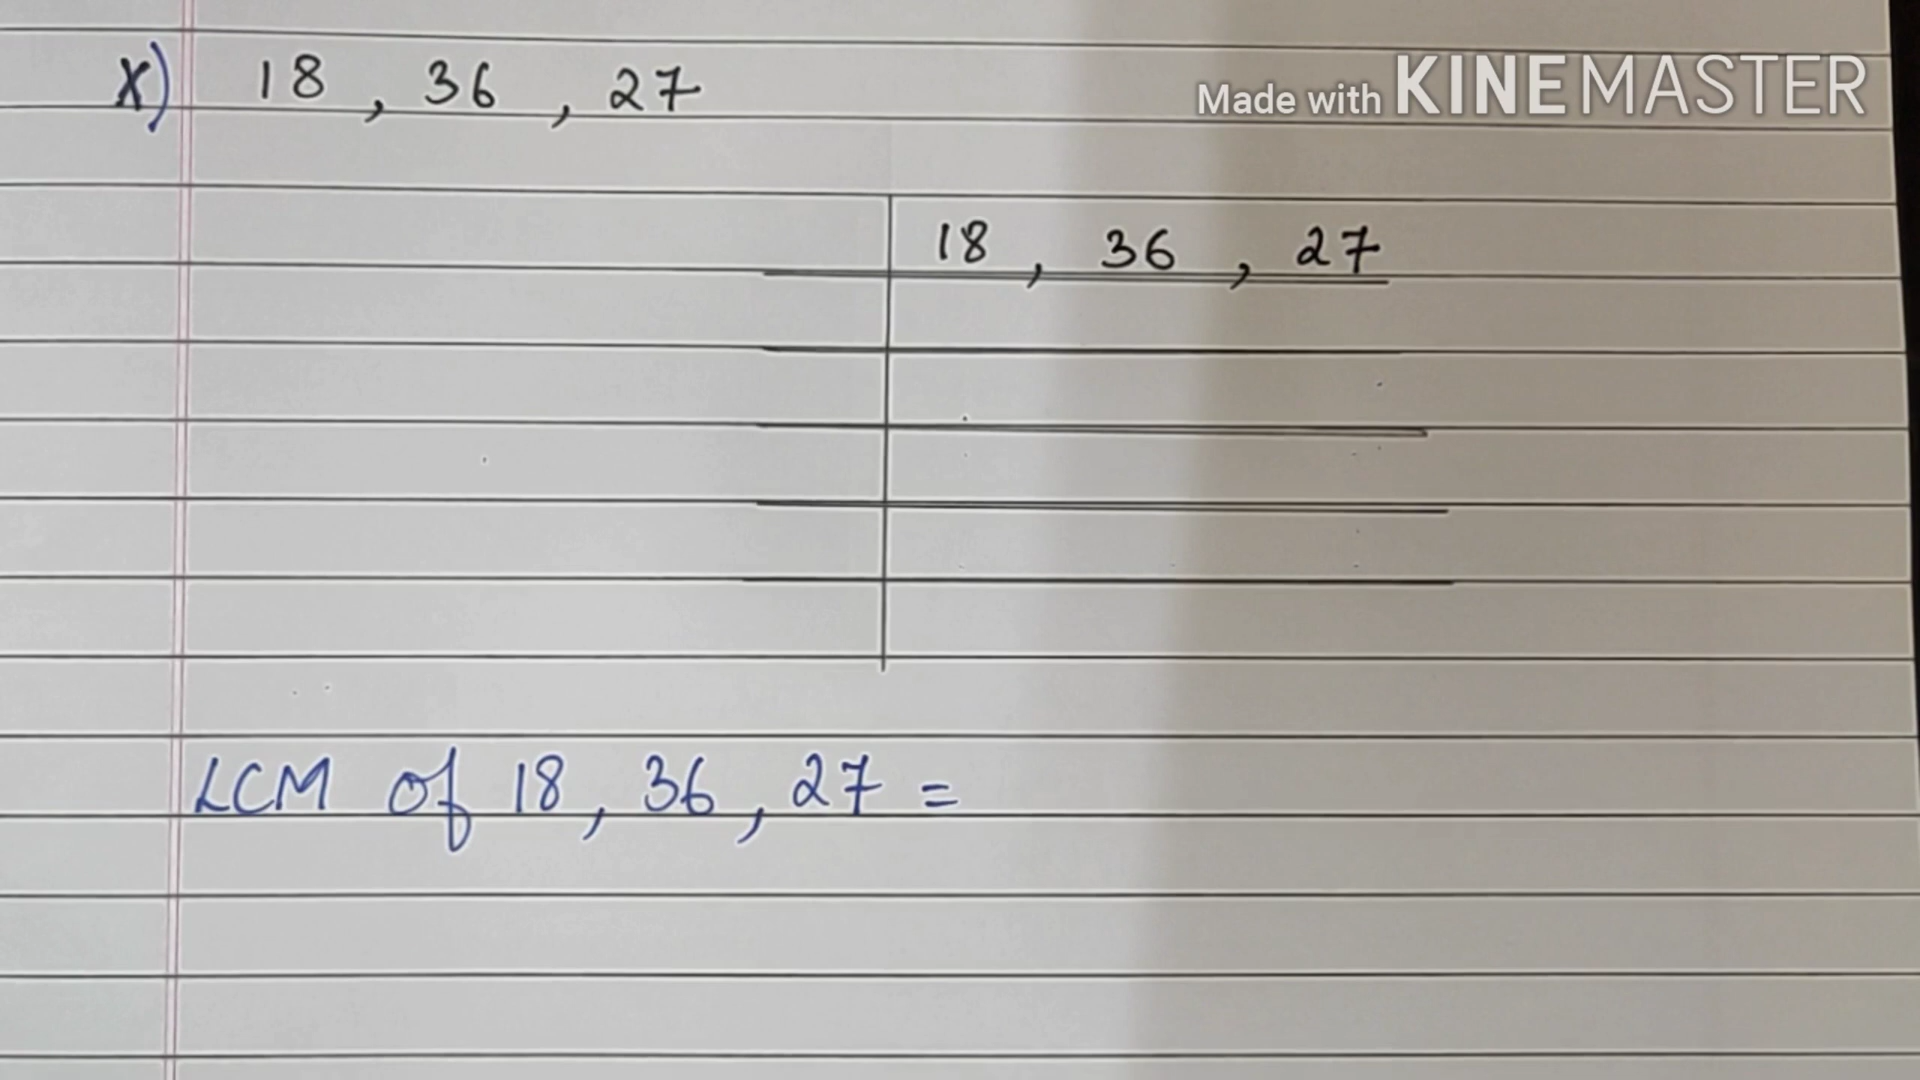 x) 18 , 36 , 27
Made with KINEMASTER
18 , 36 , 27
LCM of 18 , 36 , 27 =